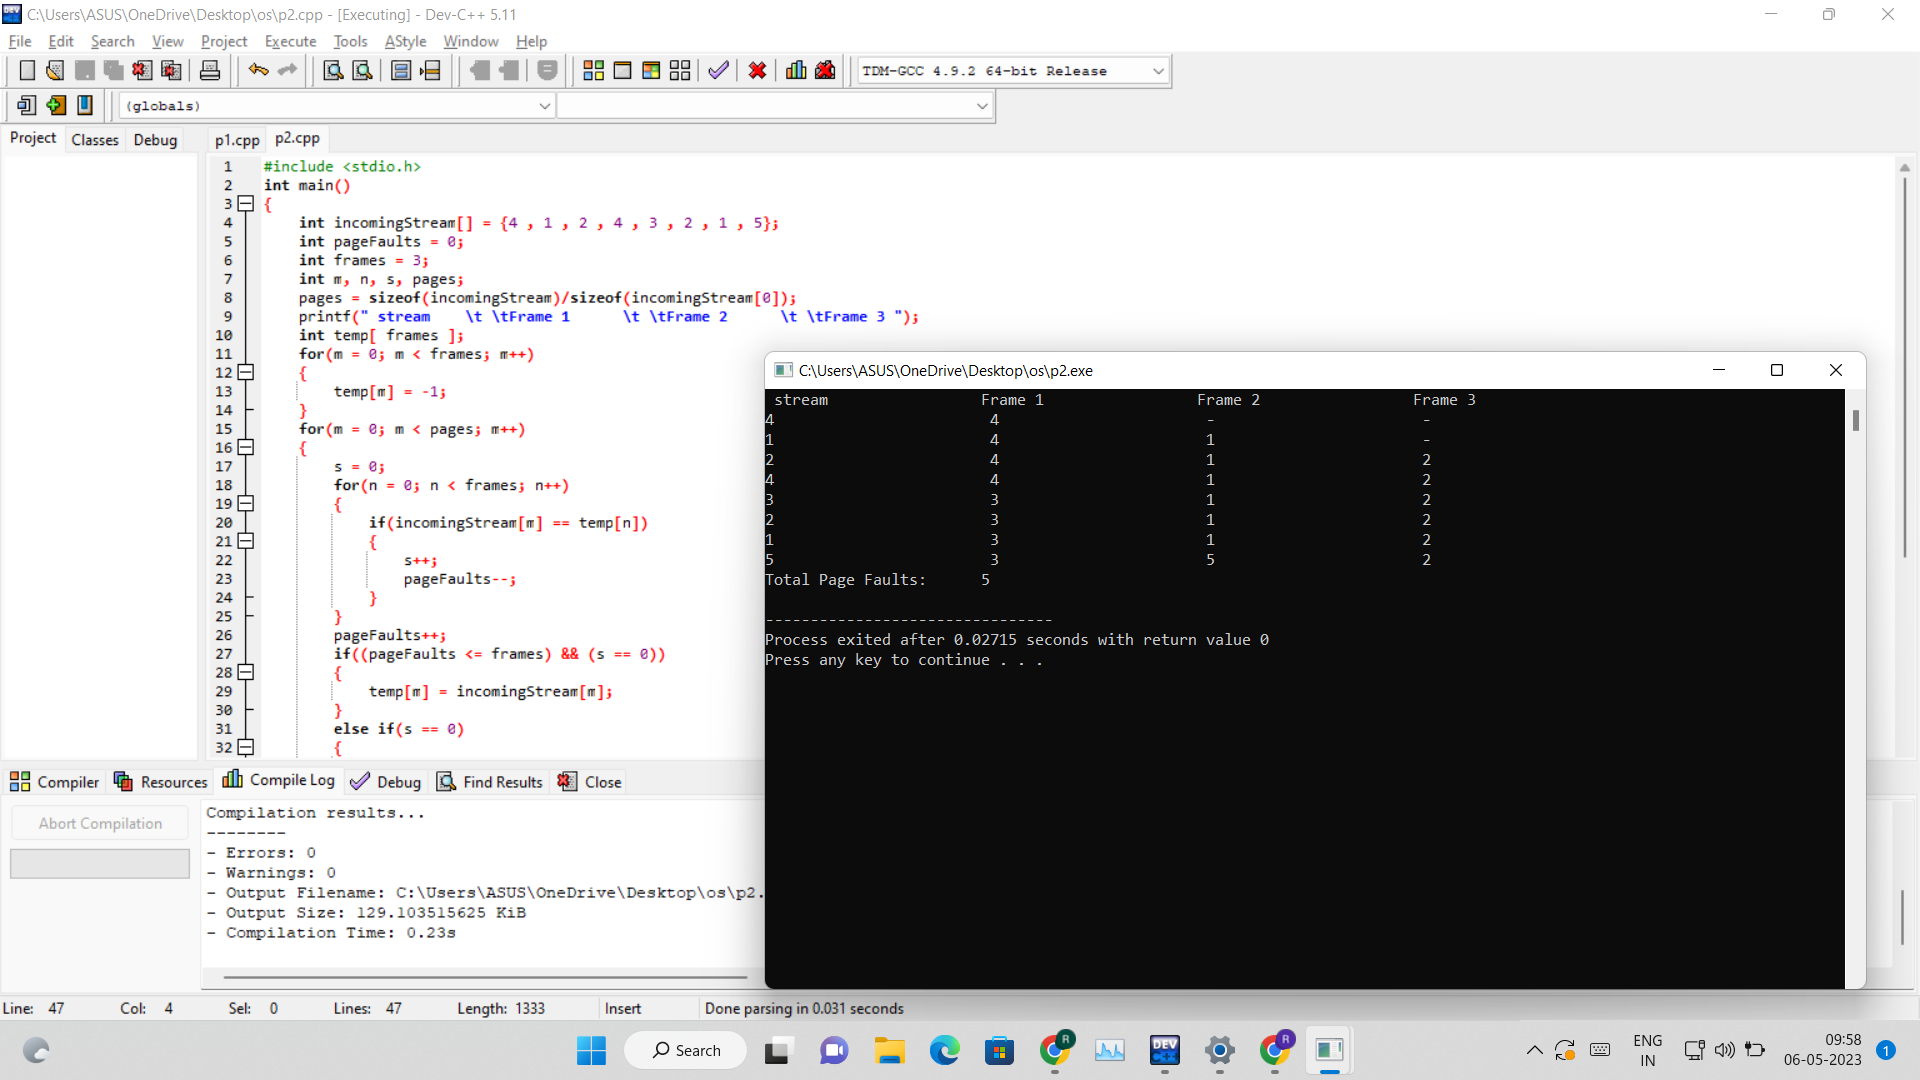 C:\Users\ASUS\OneDrive\Desktop\os\p2.cpp - [Executing] - Dev-C++ 5.11
File Edit Search View Project Execute Tools AStyle Window Help
TDM-GCC 4.9.2 64-bit Release
(globals)
Project Classes Debug p1.cpp p2.cpp
1 #include <stdio.h>
2 int main()
3 {
4 int incomingStream[] = {4 , 1 , 2 , 4 , 3 , 2 , 1 , 5};
5 int pageFaults = 0;
6 int frames = 3;
7 int m, n, s, pages;
8 pages = sizeof(incomingStream)/sizeof(incomingStream[0]);
9 printf(" stream \t \tFrame 1 \t \tFrame 2 \t \tFrame 3 ");
10 int temp[ frames ];
11 for(m = 0; m < frames; m++)
12 {
13 temp[m] = -1;
14 }
15 for(m = 0; m < pages; m++)
16 {
17 s = 0;
18 for(n = 0; n < frames; n++)
19 {
20 if(incomingStream[m] == temp[n])
21 {
22 s++;
23 pageFaults--;
24 }
25 }
26 pageFaults++;
27 if((pageFaults <= frames) && (s == 0))
28 {
29 temp[m] = incomingStream[m];
30 }
31 else if(s == 0)
32 {
C:\Users\ASUS\OneDrive\Desktop\os\p2.exe
stream Frame 1 Frame 2 Frame 3
4 4 - -
1 4 1 -
2 4 1 2
4 4 1 2
3 3 1 2
2 3 1 2
1 3 1 2
5 3 5 2
Total Page Faults: 5
--------------------------------
Process exited after 0.02715 seconds with return value 0
Press any key to continue . . .
Compiler Resources Compile Log Debug Find Results Close
Abort Compilation
Compilation results...
--------
- Errors: 0
- Warnings: 0
- Output Filename: C:\Users\ASUS\OneDrive\Desktop\os\p2.
- Output Size: 129.103515625 KiB
- Compilation Time: 0.23s
Line: 47 Col: 4 Sel: 0 Lines: 47 Length: 1333 Insert Done parsing in 0.031 seconds
Search
R
DEV C++
R
ENG
IN
09:58
06-05-2023
1